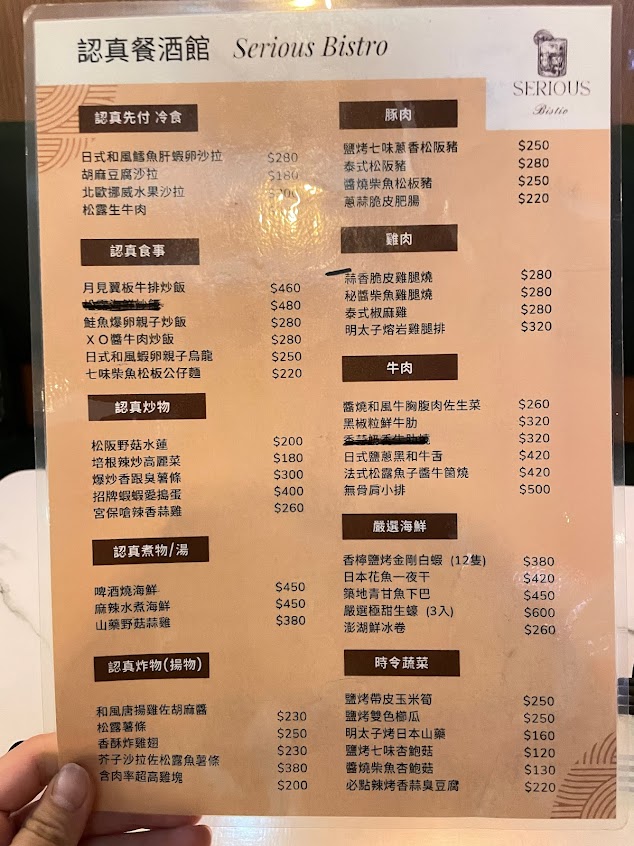 認真餐酒館 Serious Bistro
SERIOUS
Bistro
認真先付 冷食
日式和風鱈魚肝蝦卵沙拉 $280
胡麻豆腐沙拉 $180
北歐挪威水果沙拉
松露生牛肉
認真食事
月見翼板牛排炒飯 $460
$480
鮭魚爆卵親子炒飯 $280
ＸＯ醬牛肉炒飯 $280
日式和風蝦卵親子烏龍 $250
七味柴魚松板公仔麵 $220
認真炒物
松阪野菇水蓮 $200
培根辣炒高麗菜 $180
爆炒香跟臭薯條 $300
招牌蝦蝦愛搗蛋 $400
宮保嗆辣香蒜雞 $260
認真煮物/湯
啤酒燒海鮮 $450
麻辣水煮海鮮 $450
山藥野菇蒜雞 $380
認真炸物(揚物)
和風唐揚雞佐胡麻醬 $230
松露薯條 $250
香酥炸雞翅 $230
芥子沙拉佐松露魚薯條 $380
含肉率超高雞塊 $200
豚肉
鹽烤七味蔥香松阪豬 $250
泰式松阪豬 $280
醬燒柴魚松板豬 $250
蔥蒜脆皮肥腸 $220
雞肉
蒜香脆皮雞腿燒 $280
秘醬柴魚雞腿燒 $280
泰式椒麻雞 $280
明太子熔岩雞腿排 $320
牛肉
醬燒和風牛胸腹肉佐生菜 $260
黑椒粒鮮牛肋 $320
$320
日式鹽蔥黑和牛舌 $420
法式松露魚子醬牛筒燒 $420
無骨肩小排 $500
嚴選海鮮
香檸鹽烤金剛白蝦 (12隻) $380
日本花魚一夜干 $420
築地青甘魚下巴 $450
嚴選極甜生蠔 (3入) $600
澎湖鮮冰卷 $260
時令蔬菜
鹽烤帶皮玉米筍 $250
鹽烤雙色櫛瓜 $250
明太子烤日本山藥 $160
鹽烤七味杏鮑菇 $120
醬燒柴魚杏鮑菇 $130
必點辣烤香蒜臭豆腐 $220